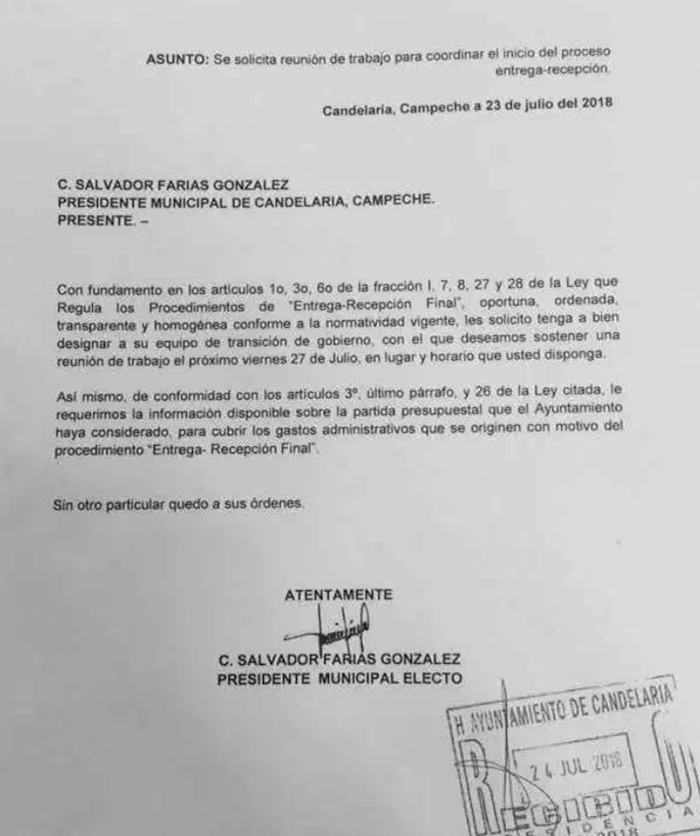 ASUNTO: Se solicita reunión de trabajo para coordinar el inicio del proceso
entrega-recepción.
Candelaria, Campeche a 23 de julio del 2018
C. SALVADOR FARIAS GONZALEZ
PRESIDENTE MUNICIPAL DE CANDELARIA, CAMPECHE.
PRESENTE. –
Con fundamento en los artículos 1o, 3o, 6o de la fracción I, 7, 8, 27 y 28 de la Ley que
Regula los Procedimientos de "Entrega-Recepción Final", oportuna, ordenada,
transparente y homogénea conforme a la normatividad vigente, les solicito tenga a bien
designar a su equipo de transición de gobierno, con el que deseamos sostener una
reunión de trabajo el próximo viernes 27 de Julio, en lugar y horario que usted disponga.
Así mismo, de conformidad con los artículos 3º, último párrafo, y 26 de la Ley citada, le
requerimos la información disponible sobre la partida presupuestal que el Ayuntamiento
haya considerado, para cubrir los gastos administrativos que se originen con motivo del
procedimiento "Entrega- Recepción Final".
Sin otro particular quedo a sus órdenes.
ATENTAMENTE
C. SALVADOR FARIAS GONZALEZ
PRESIDENTE MUNICIPAL ELECTO
H AYUNTAMIENTO DE CANDELARIA
24 JUL 2018
RECIBIDO